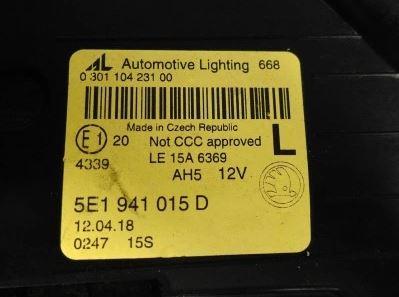 AL Automotive Lighting 668
0 301 104 231 00
Made in Czech Republic
E1 20 Not CCC approved L
4339 LE 15A 6369
AH5 12V
5E1 941 015 D
12.04.18
0247 15S